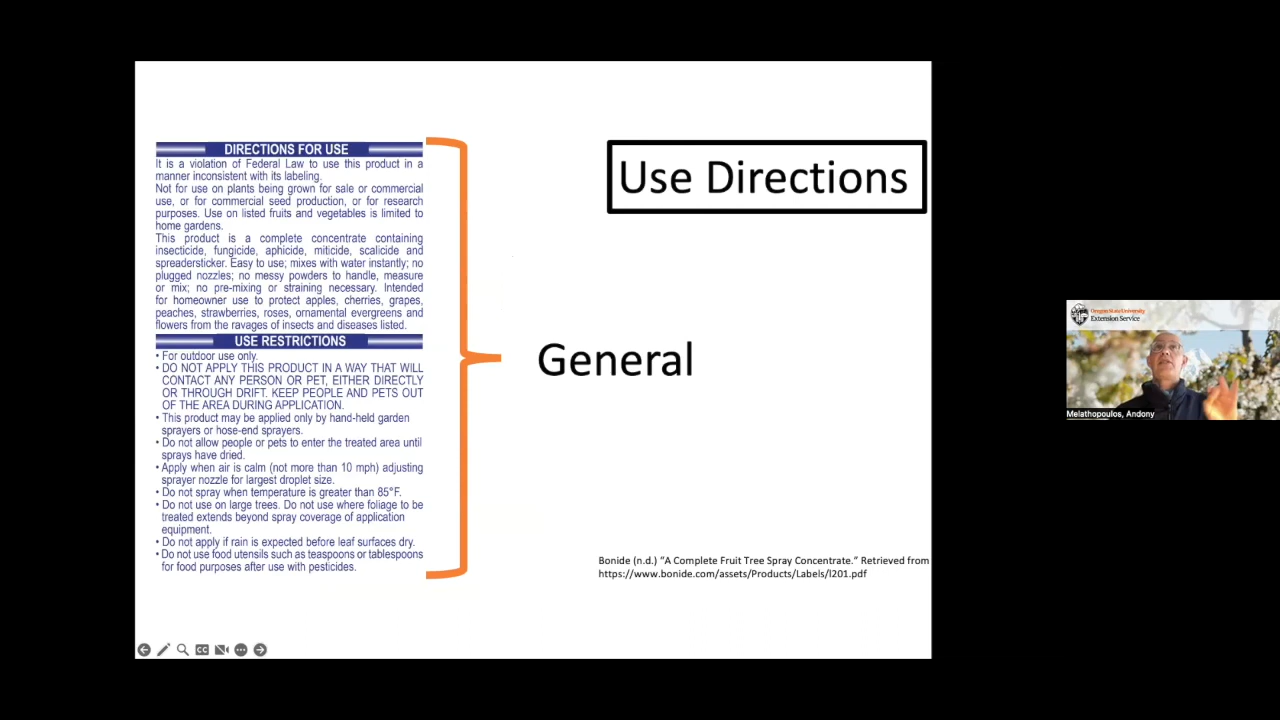 DIRECTIONS FOR USE
It is a violation of Federal Law to use this product in a
manner inconsistent with its labeling.
Not for use on plants being grown for sale or commercial
use, or for commercial seed production, or for research
purposes. Use on listed fruits and vegetables is limited to
home gardens.
This product is a complete concentrate containing
insecticide, fungicide, aphicide, miticide, scalicide and
spreadersticker. Easy to use; mixes with water instantly; no
plugged nozzles; no messy powders to handle, measure
or mix; no pre-mixing or straining necessary. Intended
for homeowner use to protect apples, cherries, grapes,
peaches, strawberries, roses, ornamental evergreens and
flowers from the ravages of insects and diseases listed.
USE RESTRICTIONS
• For outdoor use only.
• DO NOT APPLY THIS PRODUCT IN A WAY THAT WILL
CONTACT ANY PERSON OR PET, EITHER DIRECTLY
OR THROUGH DRIFT. KEEP PEOPLE AND PETS OUT
OF THE AREA DURING APPLICATION.
• This product may be applied only by hand-held garden
sprayers or hose-end sprayers.
• Do not allow people or pets to enter the treated area until
sprays have dried.
• Apply when air is calm (not more than 10 mph) adjusting
sprayer nozzle for largest droplet size.
• Do not spray when temperature is greater than 85°F.
• Do not use on large trees. Do not use where foliage to be
treated extends beyond spray coverage of application
equipment.
• Do not apply if rain is expected before leaf surfaces dry.
• Do not use food utensils such as teaspoons or tablespoons
for food purposes after use with pesticides.
Use Directions
General
Bonide (n.d.) “A Complete Fruit Tree Spray Concentrate.” Retrieved from
https://www.bonide.com/assets/Products/Labels/l201.pdf
CC
Oregon State University
Extension Service
Melathopoulos, Andony